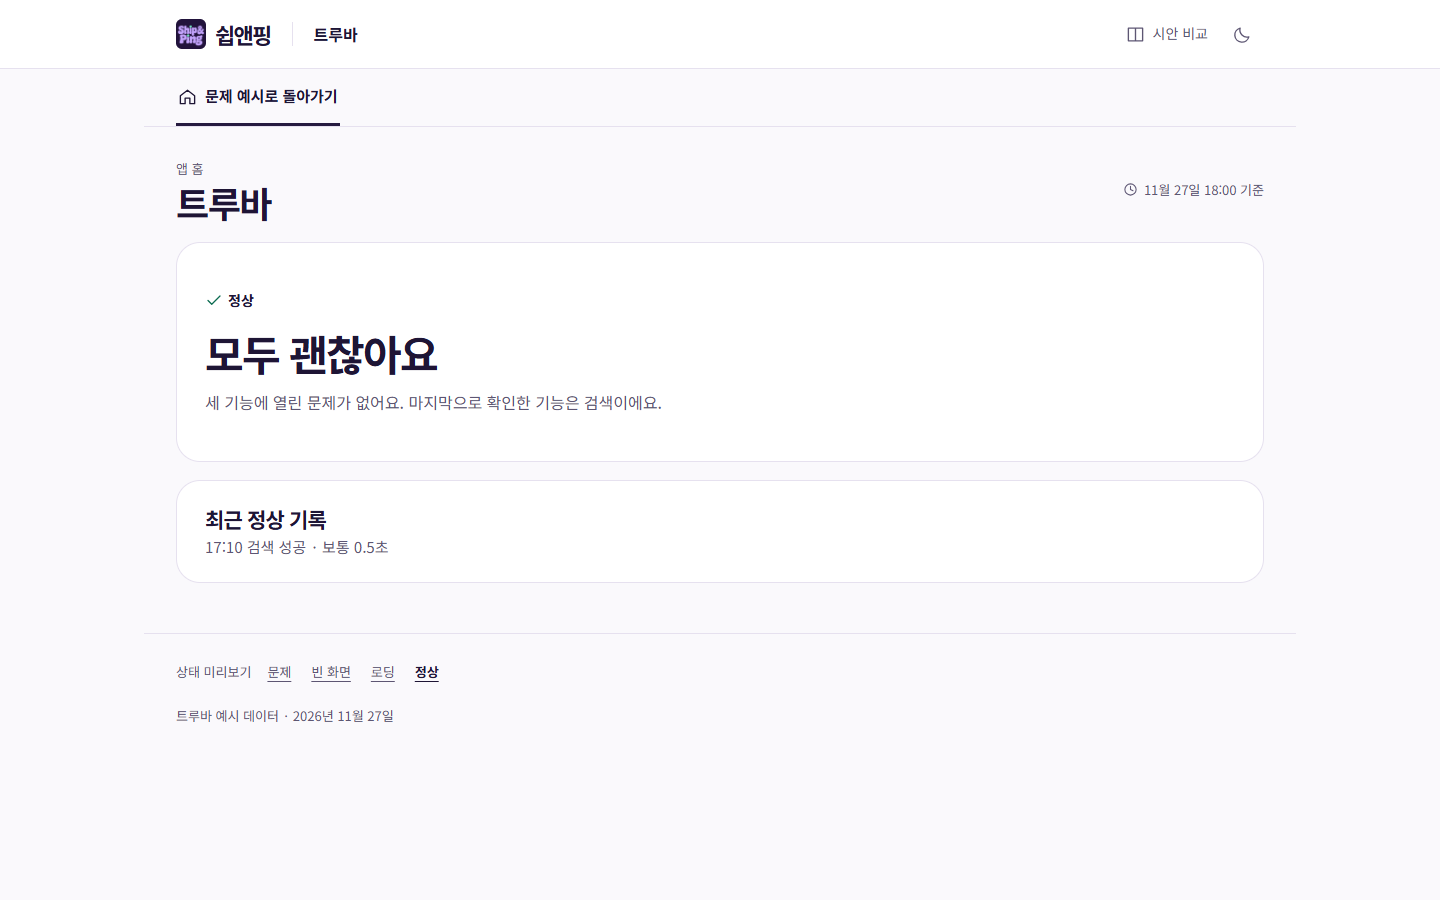 Ship& Ping 쉽앤핑 트루바 시안 비교
문제 예시로 돌아가기
앱 홈
트루바
11월 27일 18:00 기준
정상
모두 괜찮아요
세 기능에 열린 문제가 없어요. 마지막으로 확인한 기능은 검색이에요.
최근 정상 기록
17:10 검색 성공 · 보통 0.5초
상태 미리보기 문제 빈 화면 로딩 정상
트루바 예시 데이터 · 2026년 11월 27일